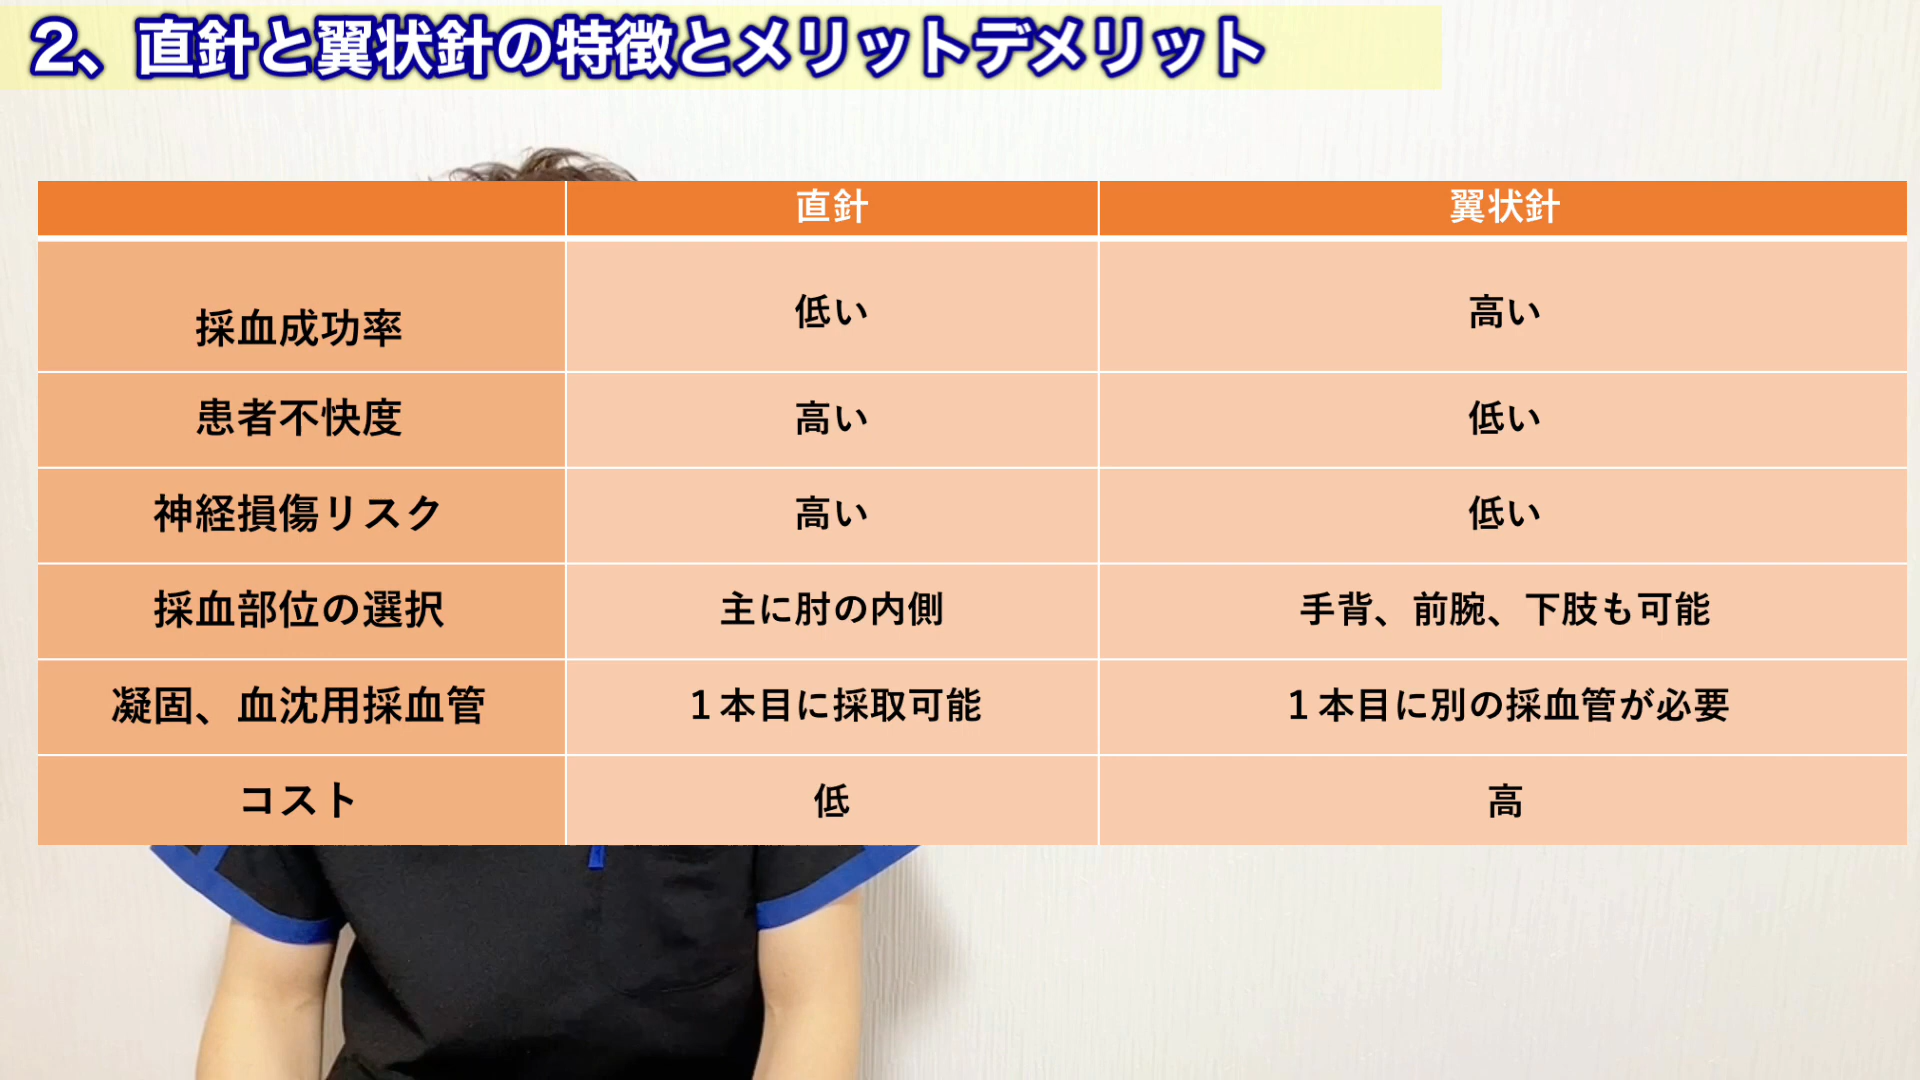 2、直針と翼状針の特徴とメリットデメリット
直針 翼状針
採血成功率 低い 高い
患者不快度 高い 低い
神経損傷リスク 高い 低い
採血部位の選択 主に肘の内側 手背、前腕、下肢も可能
凝固、血沈用採血管 1本目に採取可能 1本目に別の採血管が必要
コスト 低 高